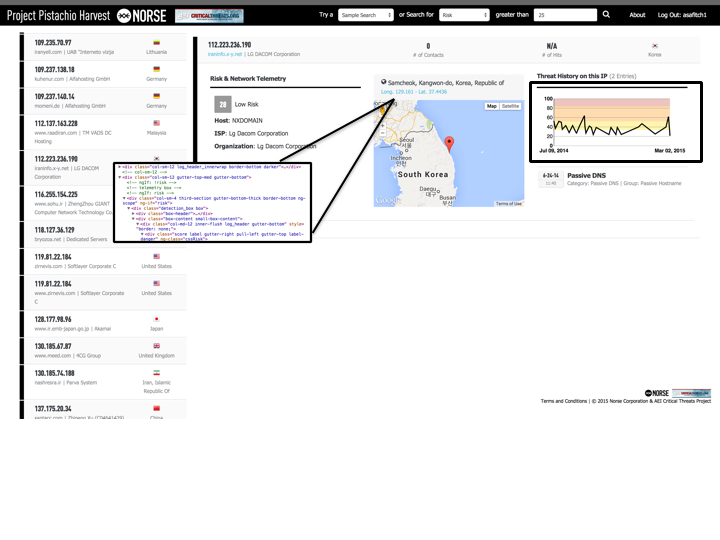 Project Pistachio Harvest NORSE CRITICALTHREATS.ORG Try a Sample Search or Search for Risk greater than 25 About Log Out: asafitch1
109.235.70.97
iranyell.com | UAB "Interneto vizija
Lithuania
109.237.138.18
kuhenur.com | Alfahosting GmbH
Germany
109.237.140.14
momeni.de | Alfahosting GmbH
Germany
112.137.163.228
www.raadiran.com | TM VADS DC Hosting
Malaysia
112.223.236.190
iraninfo.x-y.net | LG DACOM Corporation
116.255.154.225
www.sohu.ir | ZhengZhou GIANT
Computer Network Technology Co
118.127.36.129
bryozoa.net | Dedicated Servers
119.81.22.184
zirnevis.com | Softlayer Corporate C
United States
119.81.22.184
www.zirnevis.com | Softlayer Corporate C
United States
128.177.98.96
www.ir.emb-japan.go.jp | Akamai
Japan
130.185.67.87
www.meed.com | 4CG Group
United Kingdom
130.185.74.188
nashresra.ir | Parva System
Iran, Islamic Republic Of
137.175.20.34
China
112.223.236.190
iraninfo.x-y.net | LG DACOM Corporation
0
# of Contacts
N/A
# of Hits
Korea
Risk & Network Telemetry
28 Low Risk
Host: NXDOMAIN
ISP: Lg Dacom Corporation
Organization: Lg Dacom Corporation
<div class="col-sm-12 log_header_innerwrap border-bottom darker">…</div>
<!-- col-sm-12 -->
<div class="col-sm-12 gutter-top-med gutter-bottom">
<!-- ngIf: !risk -->
<!-- telemetry box -->
<!-- ngIf: risk -->
<div class="col-sm-4 third-section gutter-bottom-thick border-bottom ng-
scope" ng-if="risk">
<div class="detection_box box">
<div class="box-header">…</div>
<div class="box-content small-box-content">
<div class="col-md-12 inner-flush log_header gutter-bottom" style=
"border: none;">
<div class="score label gutter-right pull-left gutter-top label-
danger" ng-class="cssRisk">
Samcheok, Kangwon-do, Korea, Republic of
Long. 129.161 - Lat. 37.4436
Map Satellite
Seoul
서울
Incheon
인천
South Korea
Daegu
대구
Busan
부산
Terms of Use
Threat History on this IP (2 Entries)
100
80
60
40
20
0
Jul 09, 2014 Mar 02, 2015
6-26-14
11:40
Passive DNS
Category: Passive DNS | Group: Passive Hostname
NORSE
Terms and Conditions | © 2015 Norse Corporation & AEI Critical Threats Project